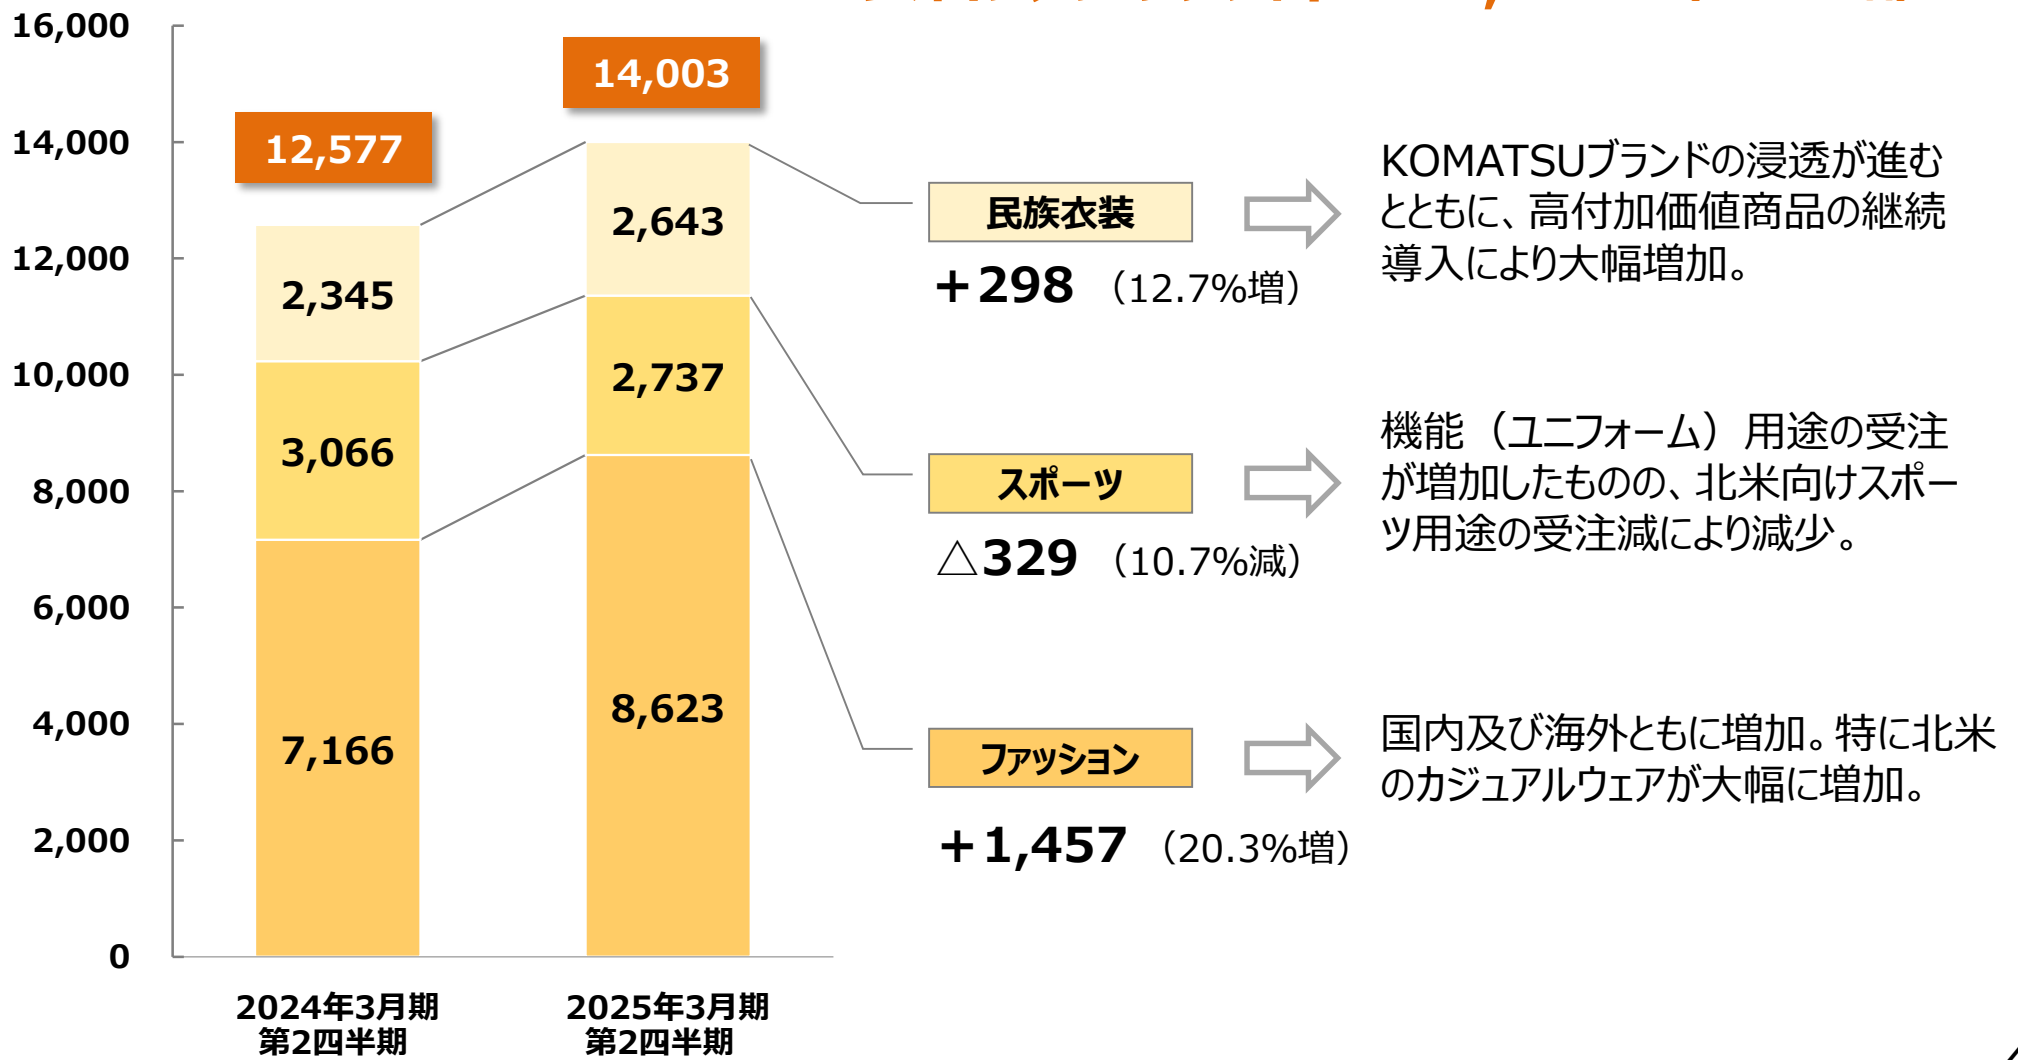 16,000
14,000
12,000
10,000
8,000
6,000
4,000
2,000
0
12,577
2,345
3,066
7,166
2024年3月期
第2四半期
14,003
2,643
2,737
8,623
2025年3月期
第2四半期
民族衣装
+298 （12.7%増）
KOMATSUブランドの浸透が進む
とともに、高付加価値商品の継続
導入により大幅増加。
スポーツ
△329 （10.7%減）
機能（ユニフォーム）用途の受注
が増加したものの、北米向けスポー
ツ用途の受注減により減少。
ファッション
+1,457 （20.3%増）
国内及び海外ともに増加。特に北米
のカジュアルウェアが大幅に増加。